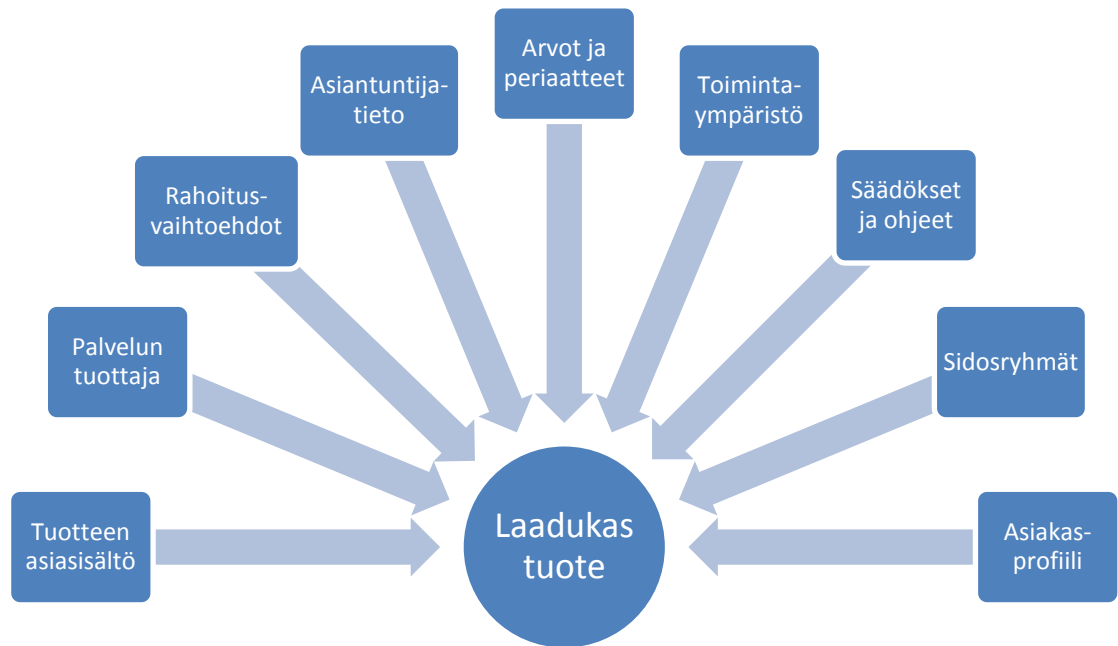 Arvot ja
periaatteet
Asiantuntija-
tieto
Toiminta-
ympäristö
Rahoitus-
vaihtoehdot
Säädökset
ja ohjeet
Palvelun
tuottaja
Sidosryhmät
Tuotteen
asiasisältö
Laadukas
tuote
Asiakas-
profiili